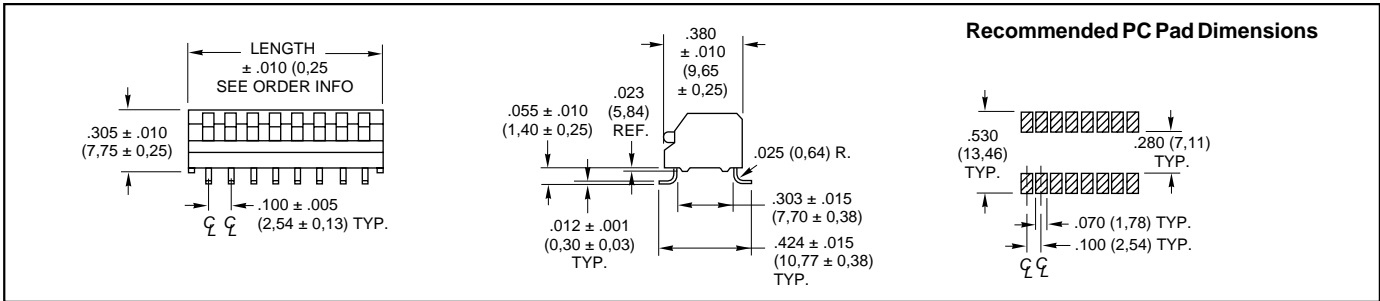 LENGTH
± .010 (0,25
SEE ORDER INFO
.305 ± .010
(7,75 ± 0,25)
.100 ± .005
(2,54 ± 0,13) TYP.
℄ ℄
.380
± .010
(9,65
± 0,25)
.023
(5,84)
REF.
.055 ± .010
(1,40 ± 0,25)
.025 (0,64) R.
.012 ± .001
(0,30 ± 0,03)
TYP.
.303 ± .015
(7,70 ± 0,38)
.424 ± .015
(10,77 ± 0,38)
TYP.
Recommended PC Pad Dimensions
.530
(13,46)
TYP.
.280 (7,11)
TYP.
.070 (1,78) TYP.
.100 (2,54) TYP.
℄ ℄